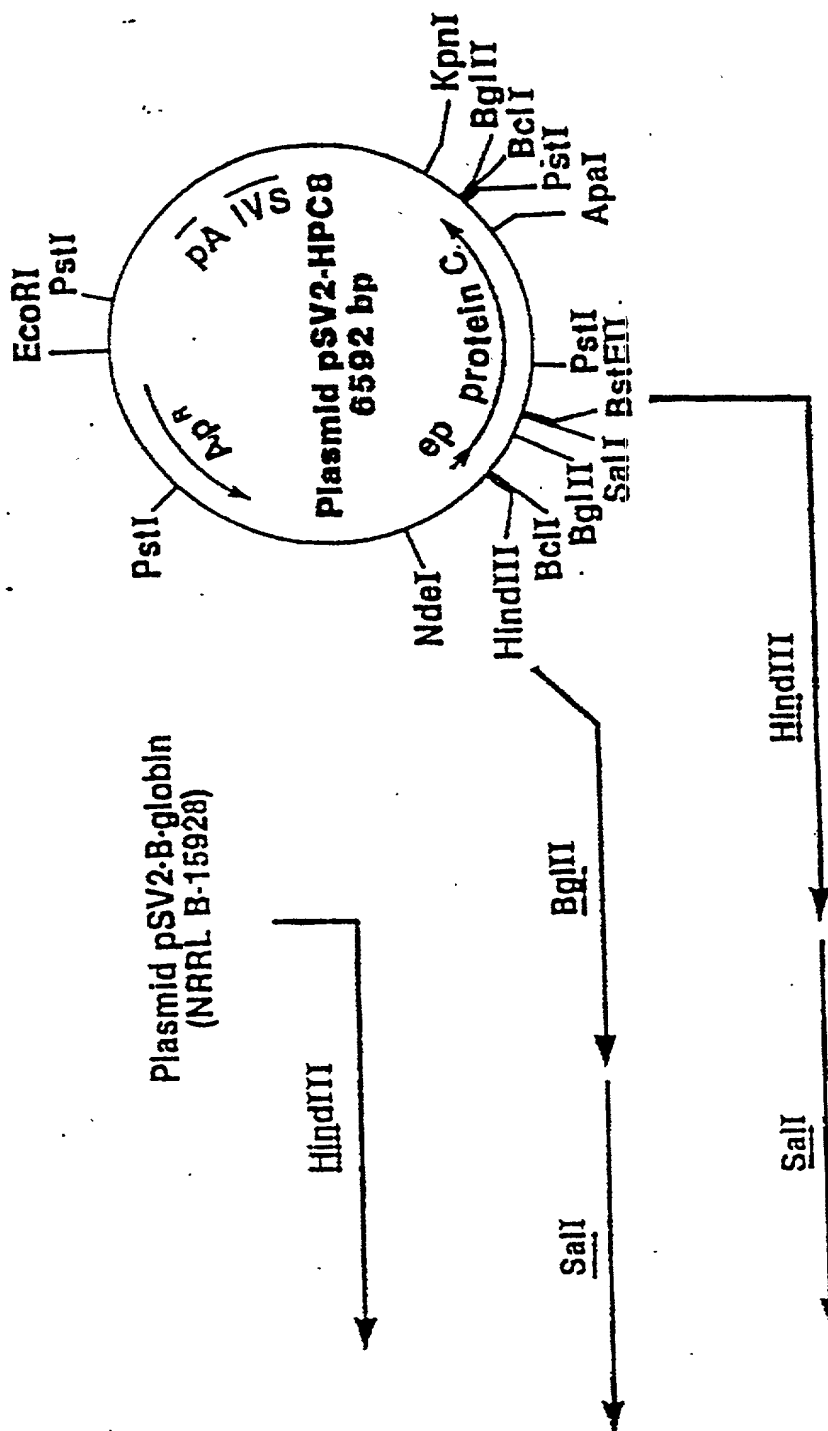 EcoRI
PstI
PstI
KpnI
BglII
BclI
PstI
ApaI
PstI
BstEII
SalI
BglII
BclI
HindIII
NdeI
Ap R
pA IVS
Plasmid pSV2-HPC8
6592 bp
ep protein C
Plasmid pSV2-B-globin
(NRRL B-15928)
HindIII
BglII
SalI
HindIII
SalI